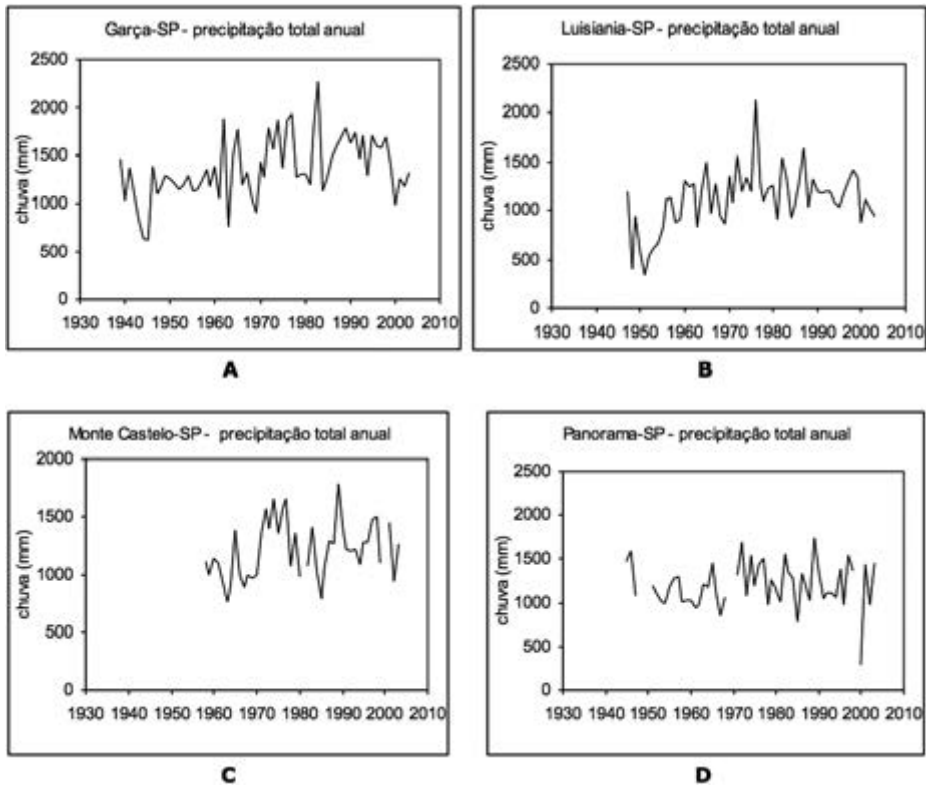 Garça-SP - precipitação total anual
chuva (mm)
2500
2000
1500
1000
500
0
1930 1940 1950 1960 1970 1980 1990 2000 2010
A
Luisiania-SP - precipitação total anual
chuva (mm)
2500
2000
1500
1000
500
0
1930 1940 1950 1960 1970 1980 1990 2000 2010
B
Monte Castelo-SP - precipitação total anual
chuva (mm)
2000
1500
1000
500
0
1930 1940 1950 1960 1970 1980 1990 2000 2010
C
Panorama-SP - precipitação total anual
chuva (mm)
2500
2000
1500
1000
500
0
1930 1940 1950 1960 1970 1980 1990 2000 2010
D